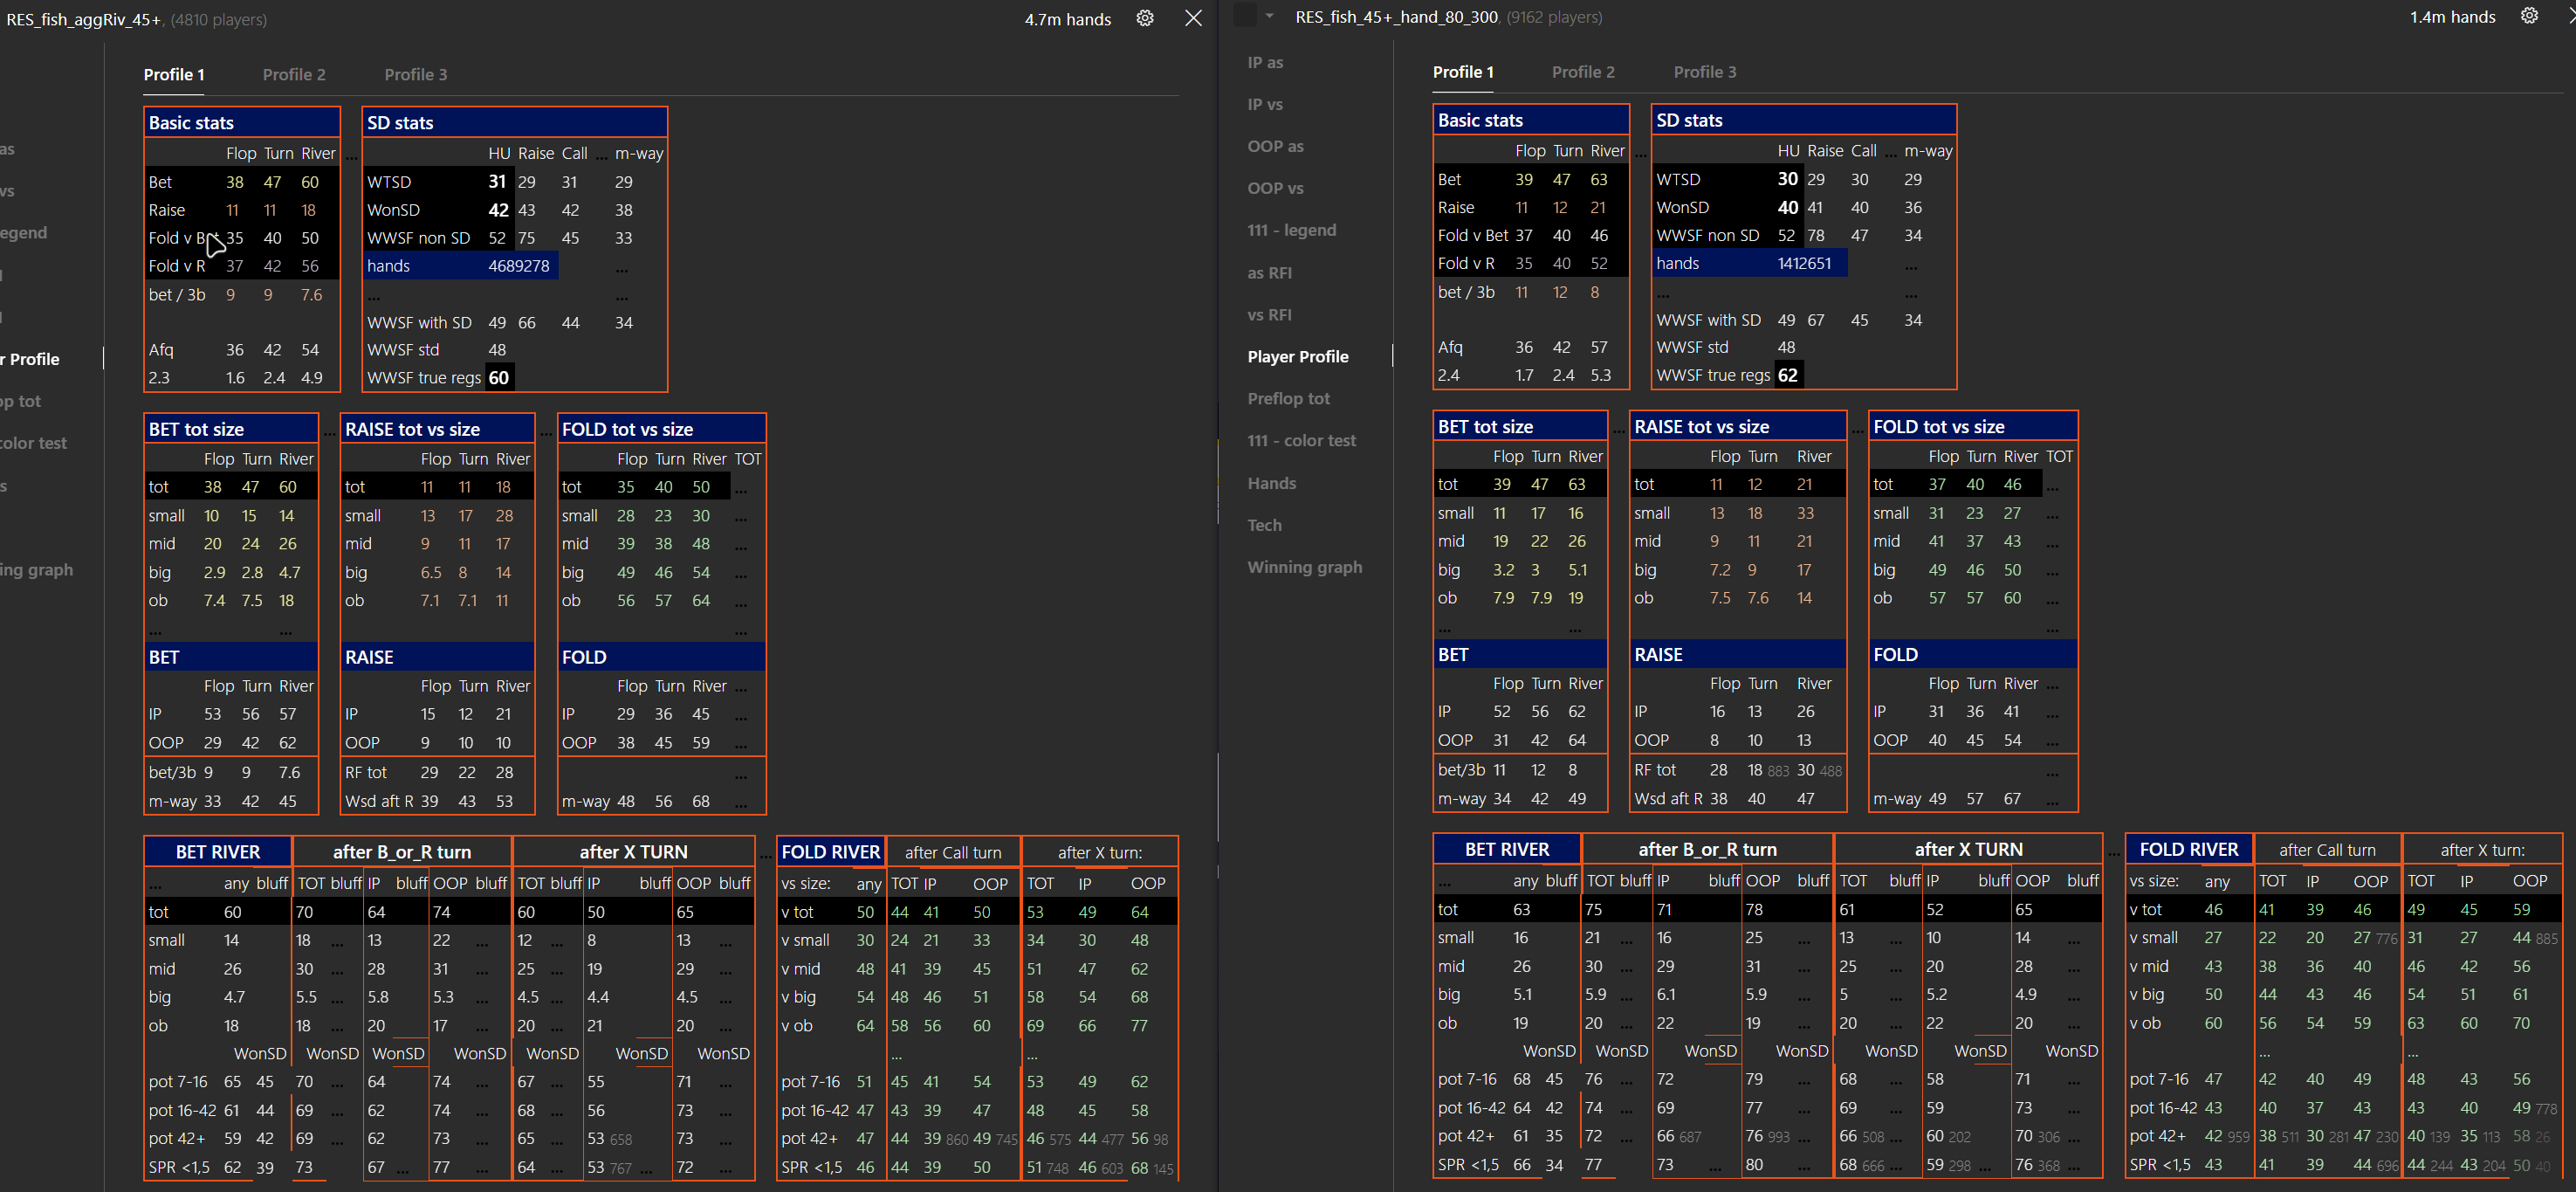 RES_fish_aggRiv_45+, (4810 players) 4.7m hands
as
vs
egend
r Profile
op tot
color test
s
ing graph
Profile 1 Profile 2 Profile 3
Basic stats
Flop Turn River ...
Bet 38 47 60
Raise 11 11 18
Fold v Bet 35 40 50
Fold v R 37 42 56
bet / 3b 9 9 7.6
Afq 36 42 54
2.3 1.6 2.4 4.9
SD stats
HU Raise Call ... m-way
WTSD 31 29 31 29
WonSD 42 43 42 38
WWSF non SD 52 75 45 33
hands 4689278 ...
... ...
WWSF with SD 49 66 44 34
WWSF std 48
WWSF true regs 60
BET tot size ...
Flop Turn River
tot 38 47 60
small 10 15 14
mid 20 24 26
big 2.9 2.8 4.7
ob 7.4 7.5 18
... ...
BET
Flop Turn River
IP 53 56 57
OOP 29 42 62
bet/3b 9 9 7.6
m-way 33 42 45
RAISE tot vs size ...
Flop Turn River
tot 11 11 18
small 13 17 28
mid 9 11 17
big 6.5 8 14
ob 7.1 7.1 11
RAISE
Flop Turn River
IP 15 12 21
OOP 9 10 10
RF tot 29 22 28
Wsd aft R 39 43 53
FOLD tot vs size
Flop Turn River TOT
tot 35 40 50 ...
small 28 23 30 ...
mid 39 38 48 ...
big 49 46 54 ...
ob 56 57 64 ...
...
FOLD
Flop Turn River ...
IP 29 36 45 ...
OOP 38 45 59 ...
...
m-way 48 56 68 ...
BET RIVER after B_or_R turn after X TURN ...
... any bluff TOT bluff IP bluff OOP bluff TOT bluff IP bluff OOP bluff
tot 60 70 64 74 60 50 65
small 14 18 ... 13 22 ... 12 ... 8 13 ...
mid 26 30 ... 28 31 ... 25 ... 19 29 ...
big 4.7 5.5 ... 5.8 5.3 ... 4.5 ... 4.4 4.5 ...
ob 18 18 ... 20 17 ... 20 ... 21 20 ...
WonSD WonSD WonSD WonSD WonSD WonSD WonSD
pot 7-16 65 45 70 ... 64 74 ... 67 ... 55 71 ...
pot 16-42 61 44 69 ... 62 74 ... 68 ... 56 73 ...
pot 42+ 59 42 69 ... 62 73 ... 65 ... 53 658 73 ...
SPR <1,5 62 39 73 67 ... 77 ... 64 ... 53 767 ... 72 ...
FOLD RIVER after Call turn after X turn:
vs size: any TOT IP OOP TOT IP OOP
v tot 50 44 41 50 53 49 64
v small 30 24 21 33 34 30 48
v mid 48 41 39 45 51 47 62
v big 54 48 46 51 58 54 68
v ob 64 58 56 60 69 66 77
... ...
pot 7-16 51 45 41 54 53 49 62
pot 16-42 47 43 39 47 48 45 58
pot 42+ 47 44 39 860 49 745 46 575 44 477 56 98
SPR <1,5 46 44 39 50 51 748 46 603 68 145
RES_fish_45+_hand_80_300, (9162 players) 1.4m hands
IP as
IP vs
OOP as
OOP vs
111 - legend
as RFI
vs RFI
Player Profile
Preflop tot
111 - color test
Hands
Tech
Winning graph
Profile 1 Profile 2 Profile 3
Basic stats
Flop Turn River ...
Bet 39 47 63
Raise 11 12 21
Fold v Bet 37 40 46
Fold v R 35 40 52
bet / 3b 11 12 8
Afq 36 42 57
2.4 1.7 2.4 5.3
SD stats
HU Raise Call ... m-way
WTSD 30 29 30 29
WonSD 40 41 40 36
WWSF non SD 52 78 47 34
hands 1412651 ...
... ...
WWSF with SD 49 67 45 34
WWSF std 48
WWSF true regs 62
BET tot size ...
Flop Turn River
tot 39 47 63
small 11 17 16
mid 19 22 26
big 3.2 3 5.1
ob 7.9 7.9 19
... ...
BET
Flop Turn River
IP 52 56 62
OOP 31 42 64
bet/3b 11 12 8
m-way 34 42 49
RAISE tot vs size ...
Flop Turn River
tot 11 12 21
small 13 18 33
mid 9 11 21
big 7.2 9 17
ob 7.5 7.6 14
RAISE
Flop Turn River
IP 16 13 26
OOP 8 10 13
RF tot 28 18 883 30 488
Wsd aft R 38 40 47
FOLD tot vs size
Flop Turn River TOT
tot 37 40 46 ...
small 31 23 27 ...
mid 41 37 43 ...
big 49 46 50 ...
ob 57 57 60 ...
...
FOLD
Flop Turn River ...
IP 31 36 41 ...
OOP 40 45 54 ...
...
m-way 49 57 67 ...
BET RIVER after B_or_R turn after X TURN ...
... any bluff TOT bluff IP bluff OOP bluff TOT bluff IP bluff OOP bluff
tot 63 75 71 78 61 52 65
small 16 21 ... 16 25 ... 13 ... 10 14 ...
mid 26 30 ... 29 31 ... 25 ... 20 28 ...
big 5.1 5.9 ... 6.1 5.9 ... 5 ... 5.2 4.9 ...
ob 19 20 ... 22 19 ... 20 ... 22 20 ...
WonSD WonSD WonSD WonSD WonSD WonSD WonSD
pot 7-16 68 45 76 ... 72 79 ... 68 ... 58 71 ...
pot 16-42 64 42 74 ... 69 77 ... 69 ... 59 73 ...
pot 42+ 61 35 72 ... 66 687 76 993 ... 66 508 ... 60 202 70 306 ...
SPR <1,5 66 34 77 73 ... 80 ... 68 666 ... 59 298 ... 76 368 ...
FOLD RIVER after Call turn after X turn:
vs size: any TOT IP OOP TOT IP OOP
v tot 46 41 39 46 49 45 59
v small 27 22 20 27 776 31 27 44 885
v mid 43 38 36 40 46 42 56
v big 50 44 43 46 54 51 61
v ob 60 56 54 59 63 60 70
... ...
pot 7-16 47 42 40 49 48 43 56
pot 16-42 43 40 37 43 43 40 49 778
pot 42+ 42 959 38 511 30 281 47 230 40 139 35 113 58 26
SPR <1,5 43 41 39 44 696 44 244 43 204 50 40